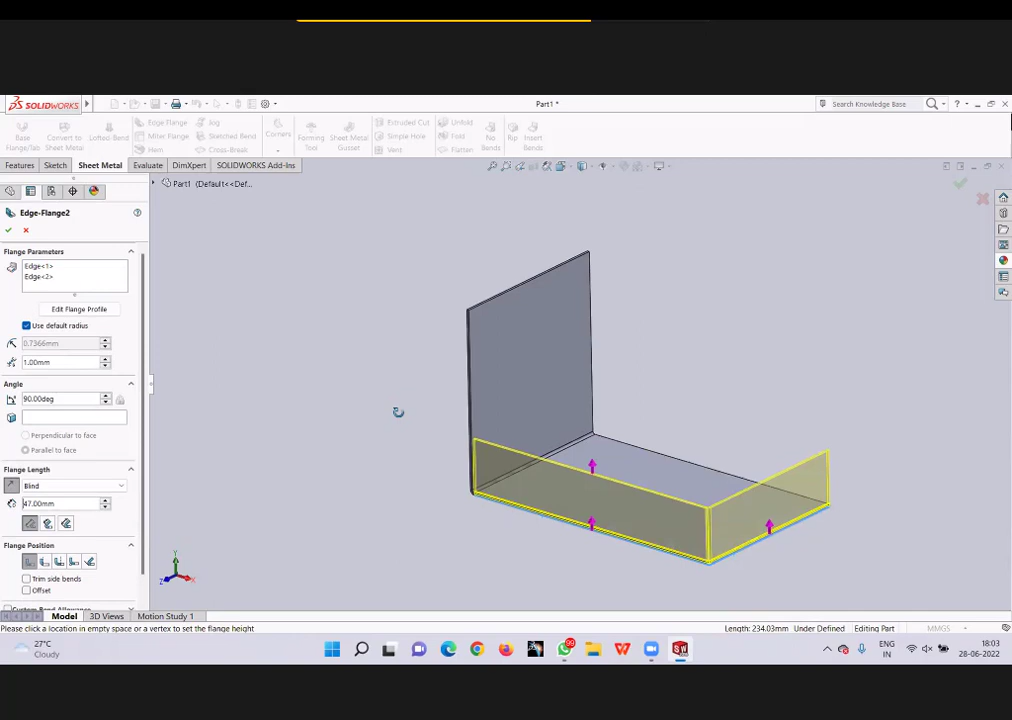 SOLIDWORKS
Part1 *
Search Knowledge Base
Base Flange/Tab
Convert to Sheet Metal
Lofted-Bend
Edge Flange
Miter Flange
Hem
Jog
Sketched Bend
Cross-Break
Corners
Forming Tool
Sheet Metal Gusset
Extruded Cut
Simple Hole
Vent
Unfold
Fold
Flatten
No Bends
Rip
Insert Bends
Features
Sketch
Sheet Metal
Evaluate
DimXpert
SOLIDWORKS Add-Ins
Part1 (Default<<Def...
Edge-Flange2
Flange Parameters
Edge<1>
Edge<2>
Edit Flange Profile
Use default radius
0.7366mm
1.00mm
Angle
90.00deg
Perpendicular to face
Parallel to face
Flange Length
Blind
47.00mm
Flange Position
Trim side bends
Offset
Custom Bend Allowance
Y
Z
X
Model
3D Views
Motion Study 1
Please click a location in empty space or a vertex to set the flange height
Length: 234.03mm
Under Defined
Editing Part
MMGS
27°C
Cloudy
99
W
SW
ENG
IN
18:03
28-06-2022